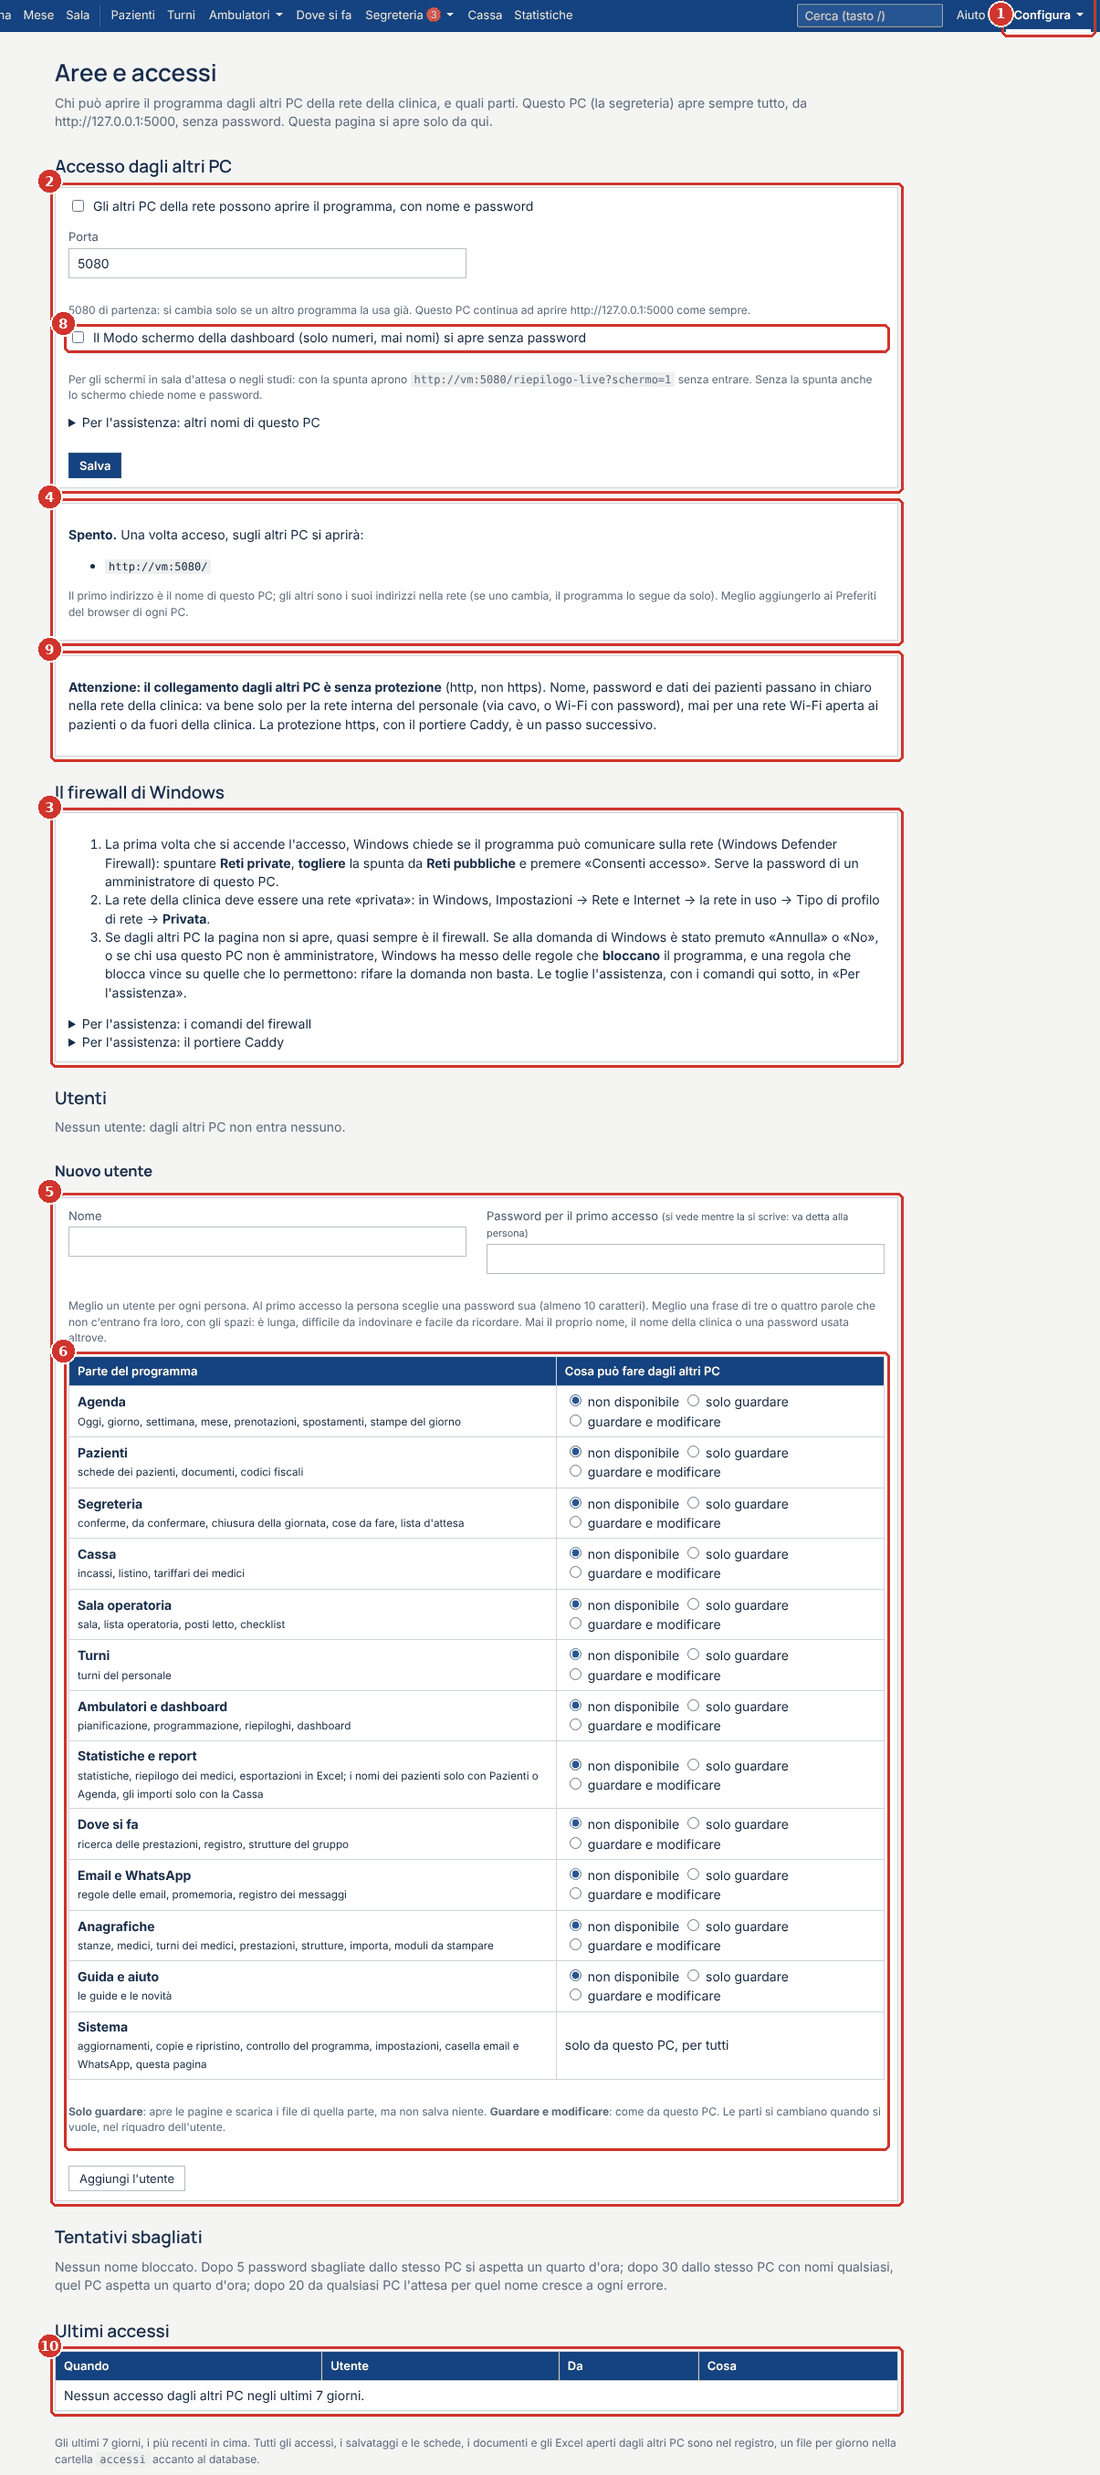 na Mese Sala Pazienti Turni Ambulatori Dove si fa Segreteria 3 Cassa Statistiche Cerca (tasto /) Aiuto 1 Configura
Aree e accessi
Chi può aprire il programma dagli altri PC della rete della clinica, e quali parti. Questo PC (la segreteria) apre sempre tutto, da
http://127.0.0.1:5000, senza password. Questa pagina si apre solo da qui.
Accesso dagli altri PC
2
Gli altri PC della rete possono aprire il programma, con nome e password
Porta
5080
5080 di partenza: si cambia solo se un altro programma la usa già. Questo PC continua ad aprire http://127.0.0.1:5000 come sempre.
8
Il Modo schermo della dashboard (solo numeri, mai nomi) si apre senza password
Per gli schermi in sala d'attesa o negli studi: con la spunta aprono http://vm:5080/riepilogo-live?schermo=1 senza entrare. Senza la spunta anche
lo schermo chiede nome e password.
Per l'assistenza: altri nomi di questo PC
Salva
4
Spento. Una volta acceso, sugli altri PC si aprirà:
• http://vm:5080/
Il primo indirizzo è il nome di questo PC; gli altri sono i suoi indirizzi nella rete (se uno cambia, il programma lo segue da solo). Meglio aggiungerlo ai Preferiti
del browser di ogni PC.
9
Attenzione: il collegamento dagli altri PC è senza protezione (http, non https). Nome, password e dati dei pazienti passano in chiaro
nella rete della clinica: va bene solo per la rete interna del personale (via cavo, o Wi-Fi con password), mai per una rete Wi-Fi aperta ai
pazienti o da fuori della clinica. La protezione https, con il portiere Caddy, è un passo successivo.
Il firewall di Windows
3
1. La prima volta che si accende l'accesso, Windows chiede se il programma può comunicare sulla rete (Windows Defender
Firewall): spuntare Reti private, togliere la spunta da Reti pubbliche e premere «Consenti accesso». Serve la password di un
amministratore di questo PC.
2. La rete della clinica deve essere una rete «privata»: in Windows, Impostazioni → Rete e Internet → la rete in uso → Tipo di profilo
di rete → Privata.
3. Se dagli altri PC la pagina non si apre, quasi sempre è il firewall. Se alla domanda di Windows è stato premuto «Annulla» o «No»,
o se chi usa questo PC non è amministratore, Windows ha messo delle regole che bloccano il programma, e una regola che
blocca vince su quelle che lo permettono: rifare la domanda non basta. Le toglie l'assistenza, con i comandi qui sotto, in «Per
l'assistenza».
Per l'assistenza: i comandi del firewall
Per l'assistenza: il portiere Caddy
Utenti
Nessun utente: dagli altri PC non entra nessuno.
Nuovo utente
5
Nome
Password per il primo accesso (si vede mentre la si scrive: va detta alla
persona)
Meglio un utente per ogni persona. Al primo accesso la persona sceglie una password sua (almeno 10 caratteri). Meglio una frase di tre o quattro parole che
non c'entrano fra loro, con gli spazi: è lunga, difficile da indovinare e facile da ricordare. Mai il proprio nome, il nome della clinica o una password usata
altrove.
6
Parte del programma Cosa può fare dagli altri PC
Agenda
Oggi, giorno, settimana, mese, prenotazioni, spostamenti, stampe del giorno
non disponibile solo guardare
guardare e modificare
Pazienti
schede dei pazienti, documenti, codici fiscali
non disponibile solo guardare
guardare e modificare
Segreteria
conferme, da confermare, chiusura della giornata, cose da fare, lista d'attesa
non disponibile solo guardare
guardare e modificare
Cassa
incassi, listino, tariffari dei medici
non disponibile solo guardare
guardare e modificare
Sala operatoria
sala, lista operatoria, posti letto, checklist
non disponibile solo guardare
guardare e modificare
Turni
turni del personale
non disponibile solo guardare
guardare e modificare
Ambulatori e dashboard
pianificazione, programmazione, riepiloghi, dashboard
non disponibile solo guardare
guardare e modificare
Statistiche e report
statistiche, riepilogo dei medici, esportazioni in Excel; i nomi dei pazienti solo con Pazienti o
Agenda, gli importi solo con la Cassa
non disponibile solo guardare
guardare e modificare
Dove si fa
ricerca delle prestazioni, registro, strutture del gruppo
non disponibile solo guardare
guardare e modificare
Email e WhatsApp
regole delle email, promemoria, registro dei messaggi
non disponibile solo guardare
guardare e modificare
Anagrafiche
stanze, medici, turni dei medici, prestazioni, strutture, importa, moduli da stampare
non disponibile solo guardare
guardare e modificare
Guida e aiuto
le guide e le novità
non disponibile solo guardare
guardare e modificare
Sistema
aggiornamenti, copie e ripristino, controllo del programma, impostazioni, casella email e
WhatsApp, questa pagina
solo da questo PC, per tutti
Solo guardare: apre le pagine e scarica i file di quella parte, ma non salva niente. Guardare e modificare: come da questo PC. Le parti si cambiano quando si
vuole, nel riquadro dell'utente.
Aggiungi l'utente
Tentativi sbagliati
Nessun nome bloccato. Dopo 5 password sbagliate dallo stesso PC si aspetta un quarto d'ora; dopo 30 dallo stesso PC con nomi qualsiasi,
quel PC aspetta un quarto d'ora; dopo 20 da qualsiasi PC l'attesa per quel nome cresce a ogni errore.
Ultimi accessi
10
Quando Utente Da Cosa
Nessun accesso dagli altri PC negli ultimi 7 giorni.
Gli ultimi 7 giorni, i più recenti in cima. Tutti gli accessi, i salvataggi e le schede, i documenti e gli Excel aperti dagli altri PC sono nel registro, un file per giorno nella
cartella accessi accanto al database.